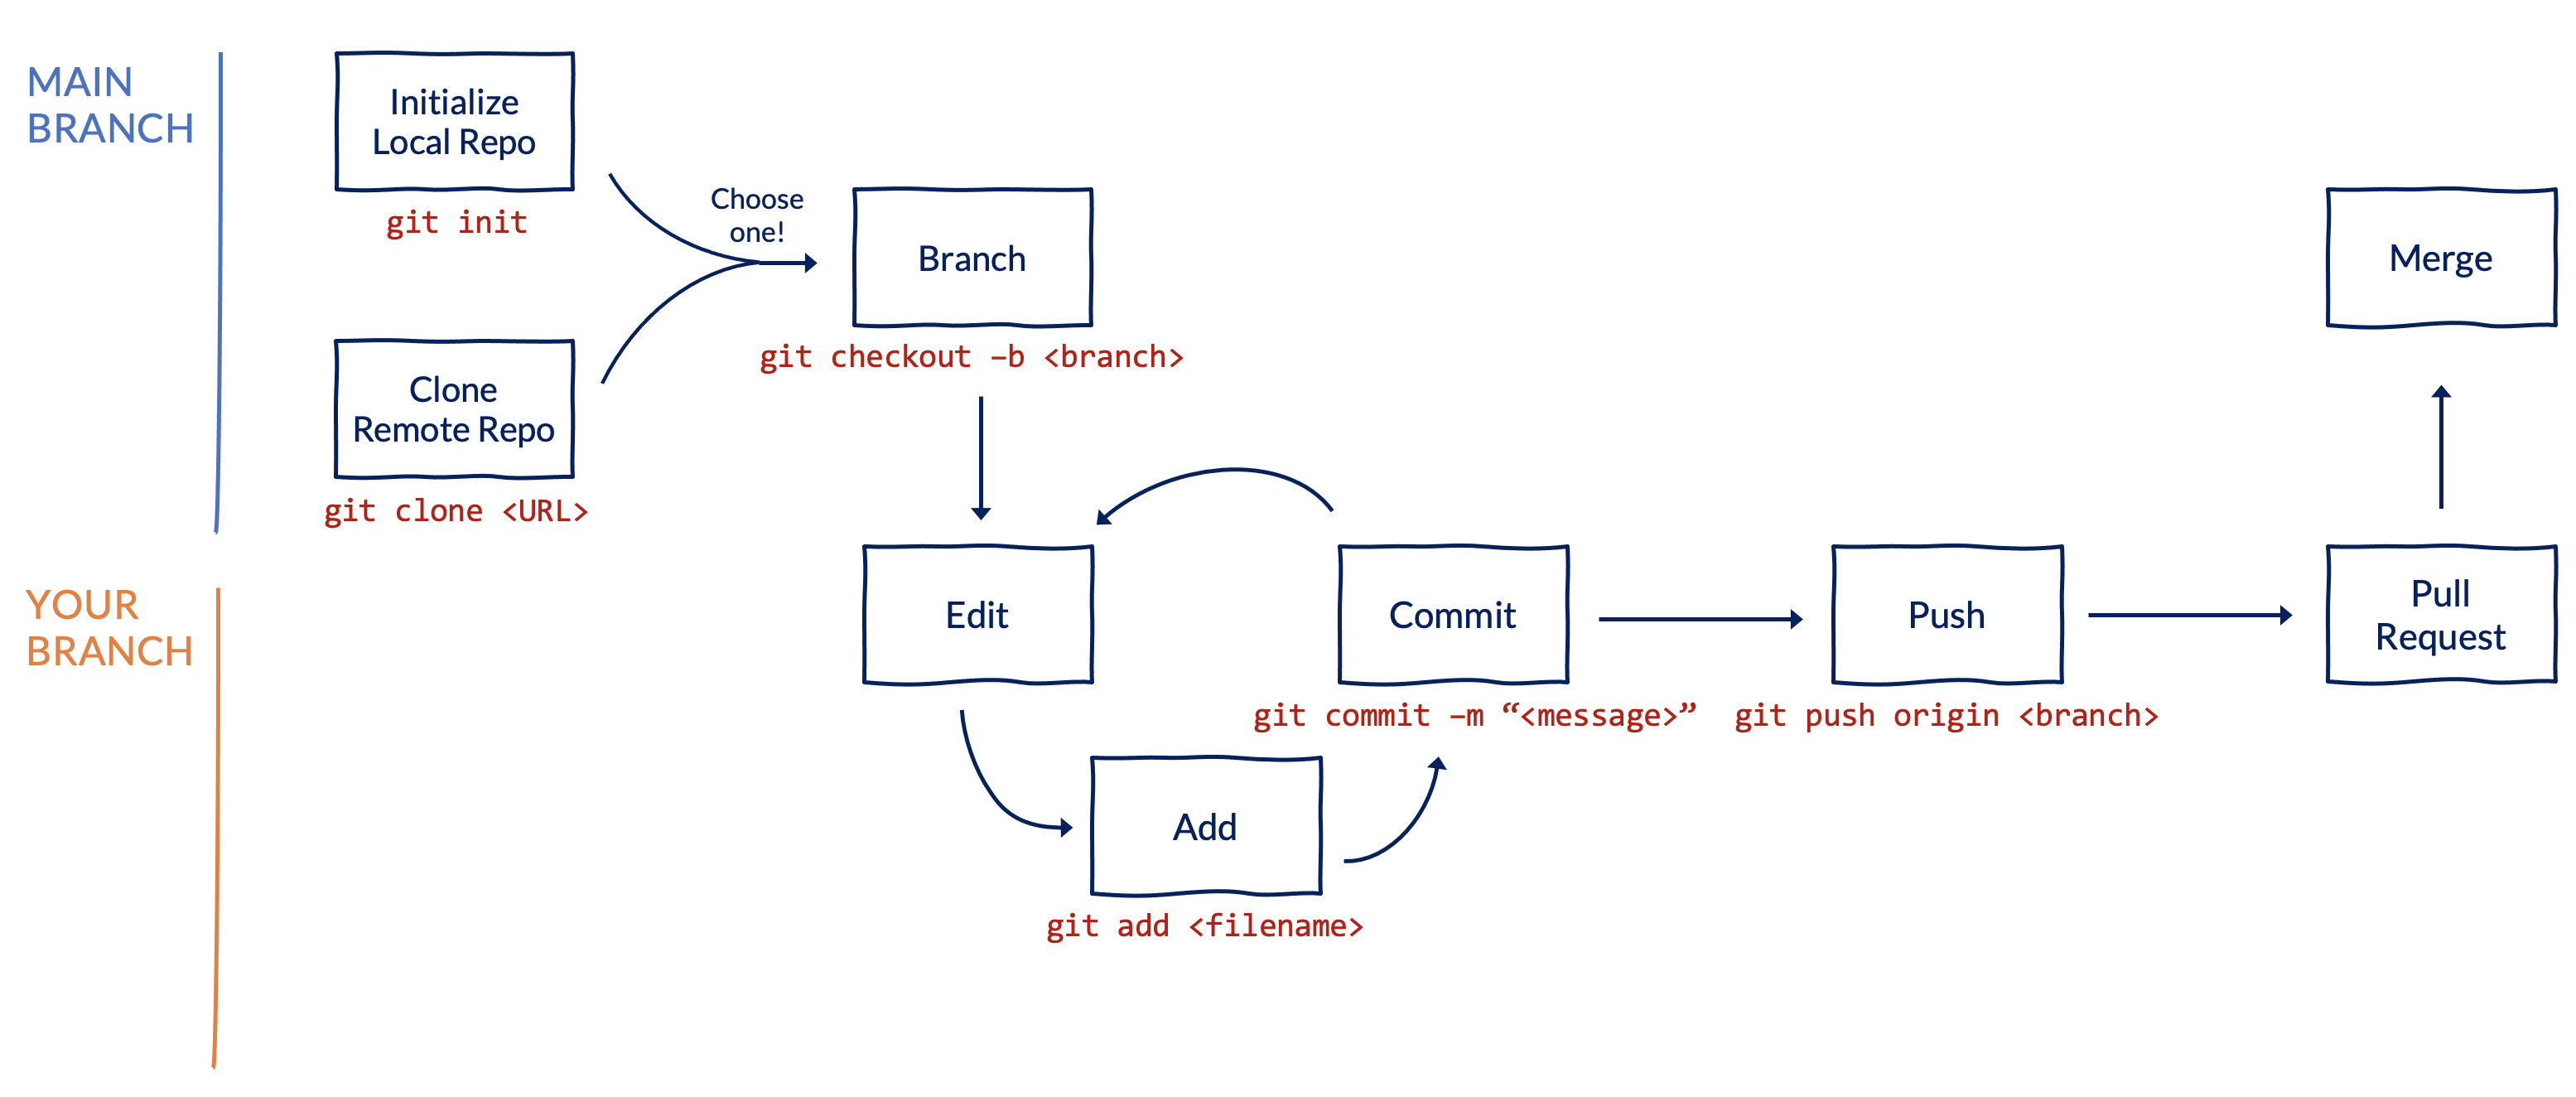 MAIN
BRANCH
Initialize
Local Repo
git init
Choose
one!
Branch
git checkout –b <branch>
Merge
Clone
Remote Repo
git clone <URL>
YOUR
BRANCH
Edit
Commit
git commit –m “<message>”
Push
git push origin <branch>
Pull
Request
Add
git add <filename>